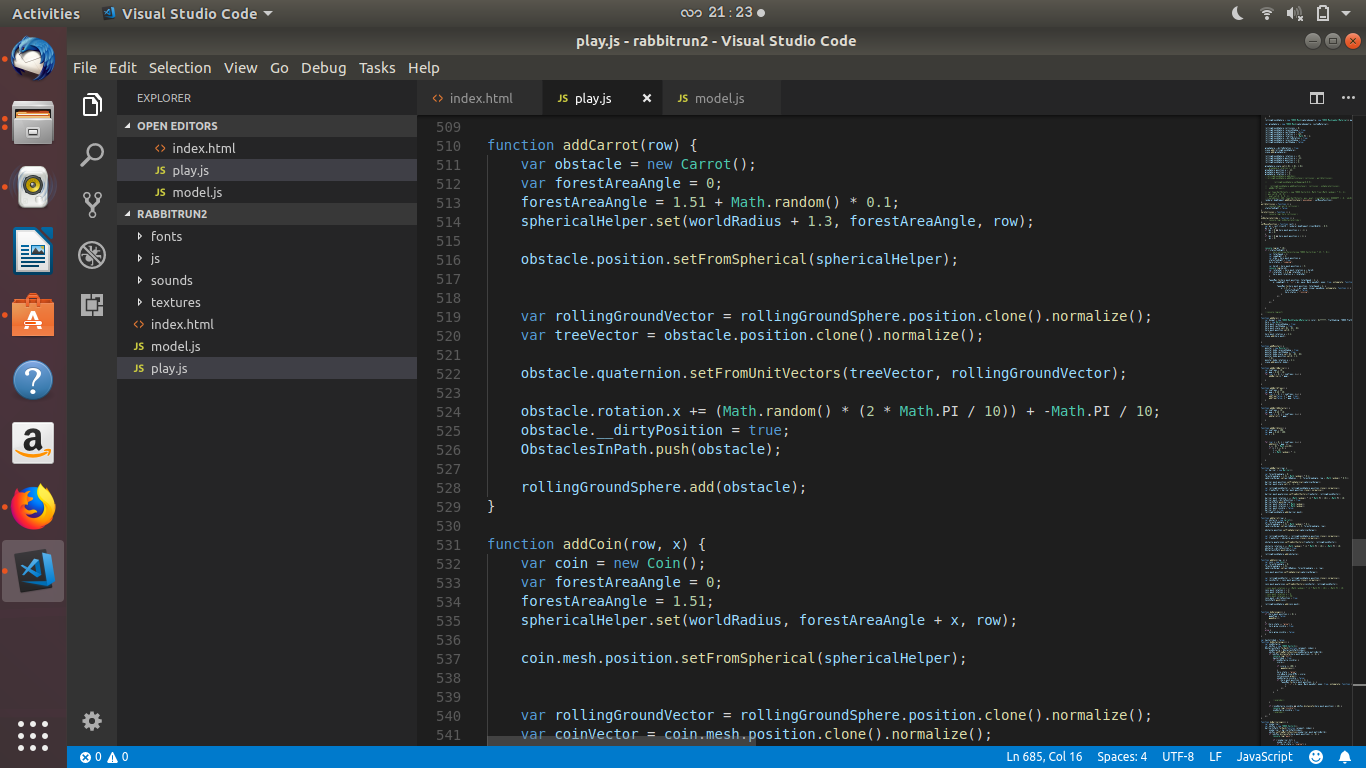 Activities
Visual Studio Code
လာ 21:23
play.js - rabbitrun2 - Visual Studio Code
File Edit Selection View Go Debug Tasks Help
EXPLORER
OPEN EDITORS
index.html
JS play.js
JS model.js
RABBITRUN2
fonts
js
sounds
textures
index.html
JS model.js
JS play.js
index.html JS play.js JS model.js
509
510 function addCarrot(row) {
511 var obstacle = new Carrot();
512 var forestAreaAngle = 0;
513 forestAreaAngle = 1.51 + Math.random() * 0.1;
514 sphericalHelper.set(worldRadius + 1.3, forestAreaAngle, row);
515
516 obstacle.position.setFromSpherical(sphericalHelper);
517
518
519 var rollingGroundVector = rollingGroundSphere.position.clone().normalize();
520 var treeVector = obstacle.position.clone().normalize();
521
522 obstacle.quaternion.setFromUnitVectors(treeVector, rollingGroundVector);
523
524 obstacle.rotation.x += (Math.random() * (2 * Math.PI / 10)) + -Math.PI / 10;
525 obstacle.__dirtyPosition = true;
526 ObstaclesInPath.push(obstacle);
527
528 rollingGroundSphere.add(obstacle);
529 }
530
531 function addCoin(row, x) {
532 var coin = new Coin();
533 var forestAreaAngle = 0;
534 forestAreaAngle = 1.51;
535 sphericalHelper.set(worldRadius, forestAreaAngle + x, row);
536
537 coin.mesh.position.setFromSpherical(sphericalHelper);
538
539
540 var rollingGroundVector = rollingGroundSphere.position.clone().normalize();
541 var coinVector = coin.mesh.position.clone().normalize();
0 0
Ln 685, Col 16 Spaces: 4 UTF-8 LF JavaScript